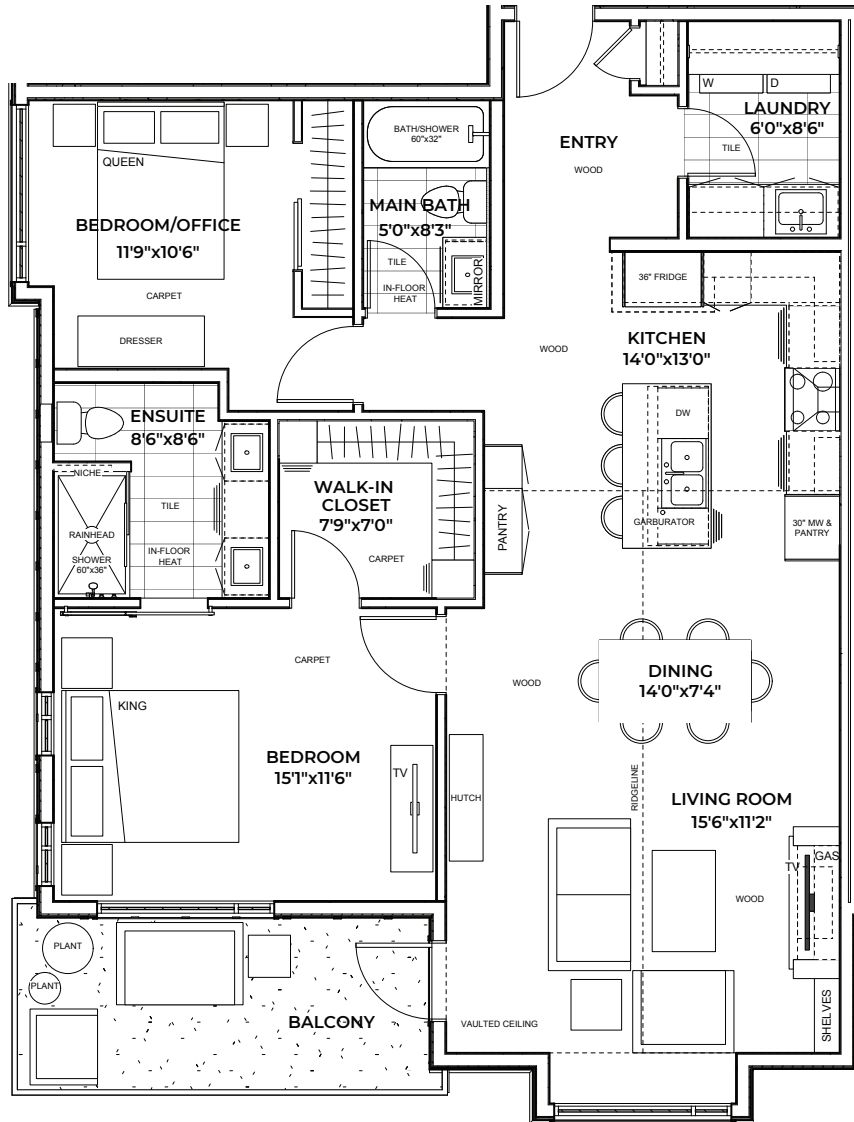 W
D
LAUNDRY
6'0"x8'6"
TILE
BATH/SHOWER
60"x32"
ENTRY
WOOD
QUEEN
BEDROOM/OFFICE
11'9"x10'6"
CARPET
DRESSER
MAIN BATH
5'0"x8'3"
TILE
IN-FLOOR
HEAT
MIRROR
36" FRIDGE
WOOD
KITCHEN
14'0"x13'0"
DW
GARBURATOR
30" MW &
PANTRY
ENSUITE
8'6"x8'6"
NICHE
TILE
RAINHEAD
SHOWER
60"x36"
IN-FLOOR
HEAT
WALK-IN
CLOSET
7'9"x7'0"
CARPET
PANTRY
CARPET
WOOD
DINING
14'0"x7'4"
KING
BEDROOM
15'1"x11'6"
TV
HUTCH
RIDGELINE
LIVING ROOM
15'6"x11'2"
TV
GAS
WOOD
PLANT
PLANT
BALCONY
VAULTED CEILING
SHELVES